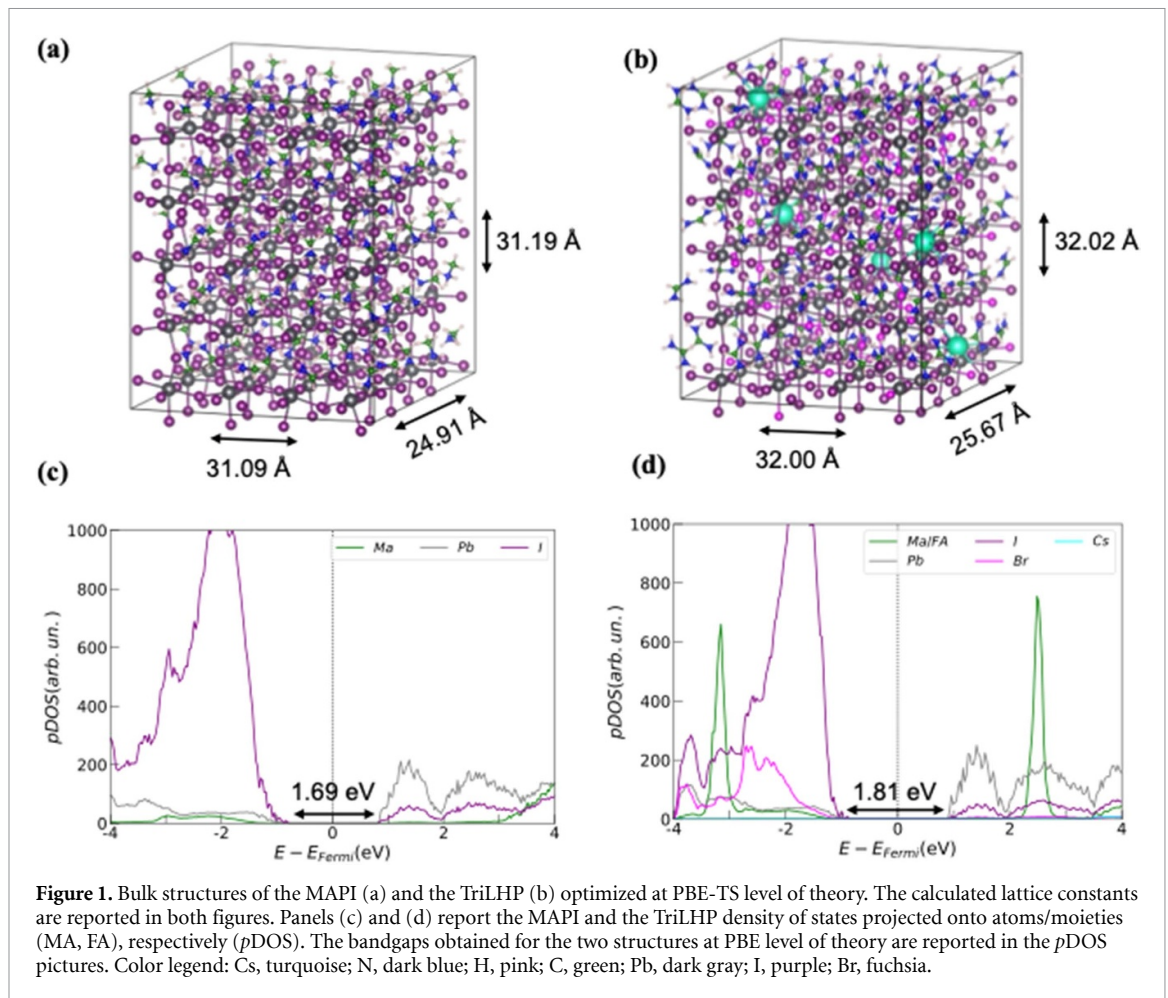 (a)
31.19 Å
24.91 Å
31.09 Å
(b)
32.02 Å
25.67 Å
32.00 Å
(c)
1000
800
600
400
200
0
pDOS(arb. un.)
Ma Pb I
1.69 eV
-4 -2 0 2 4
E − E_Fermi(eV)
(d)
1000
800
600
400
200
0
pDOS(arb. un.)
Ma/FA I Cs
Pb Br
1.81 eV
-4 -2 0 2 4
E − E_Fermi(eV)
Figure 1. Bulk structures of the MAPI (a) and the TriLHP (b) optimized at PBE-TS level of theory. The calculated lattice constants
are reported in both figures. Panels (c) and (d) report the MAPI and the TriLHP density of states projected onto atoms/moieties
(MA, FA), respectively (pDOS). The bandgaps obtained for the two structures at PBE level of theory are reported in the pDOS
pictures. Color legend: Cs, turquoise; N, dark blue; H, pink; C, green; Pb, dark gray; I, purple; Br, fuchsia.